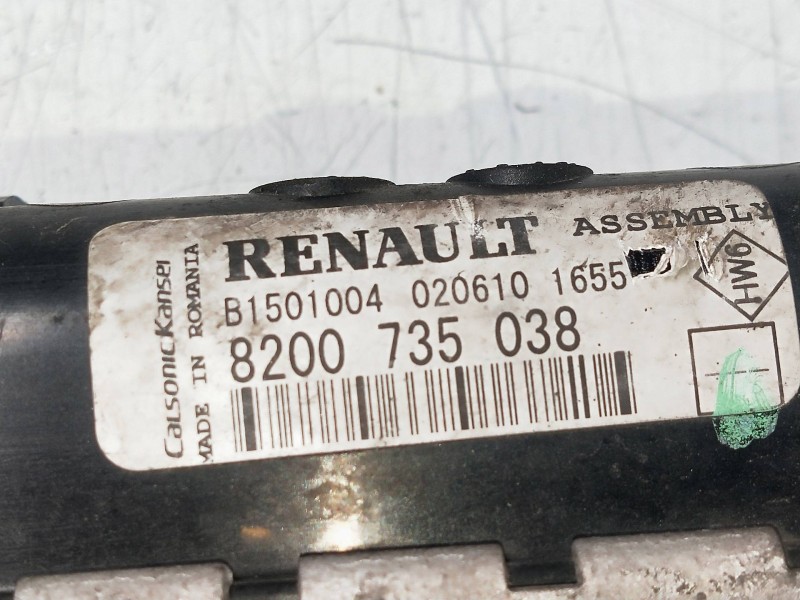 RENAULT ASSEMBLY
B1501004 020610 1655
8200 735 038
CalsonicKansei
MADE IN ROMANIA
HW6